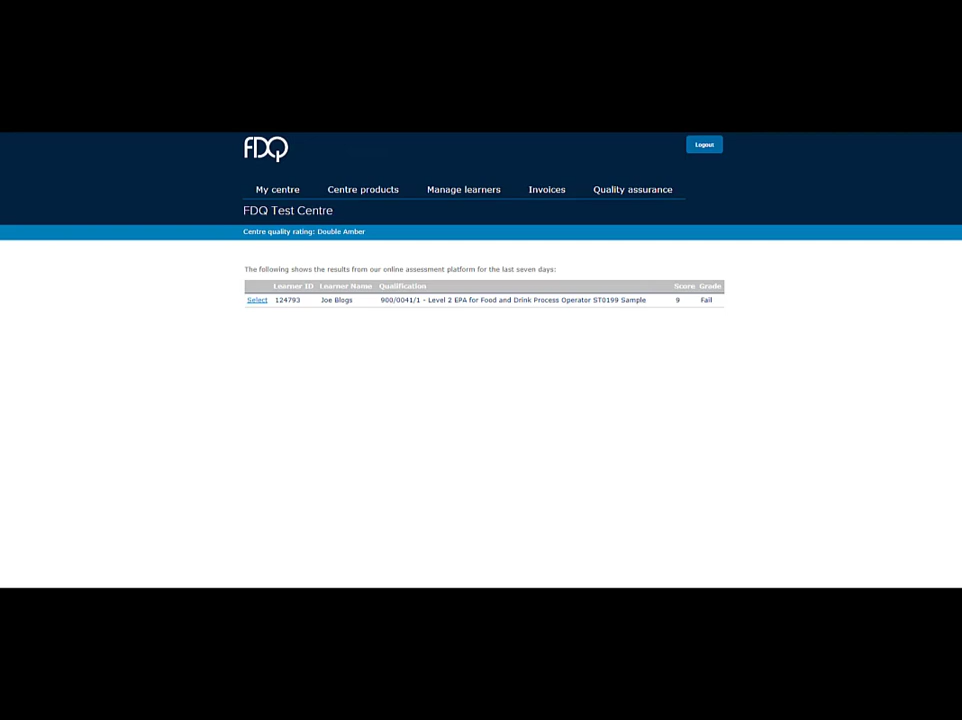 FDQ
Logout
My centre Centre products Manage learners Invoices Quality assurance
FDQ Test Centre
Centre quality rating: Double Amber
The following shows the results from our online assessment platform for the last seven days:
Learner ID Learner Name Qualification Score Grade
Select 124793 Joe Blogs 900/0041/1 - Level 2 EPA for Food and Drink Process Operator ST0199 Sample 9 Fail